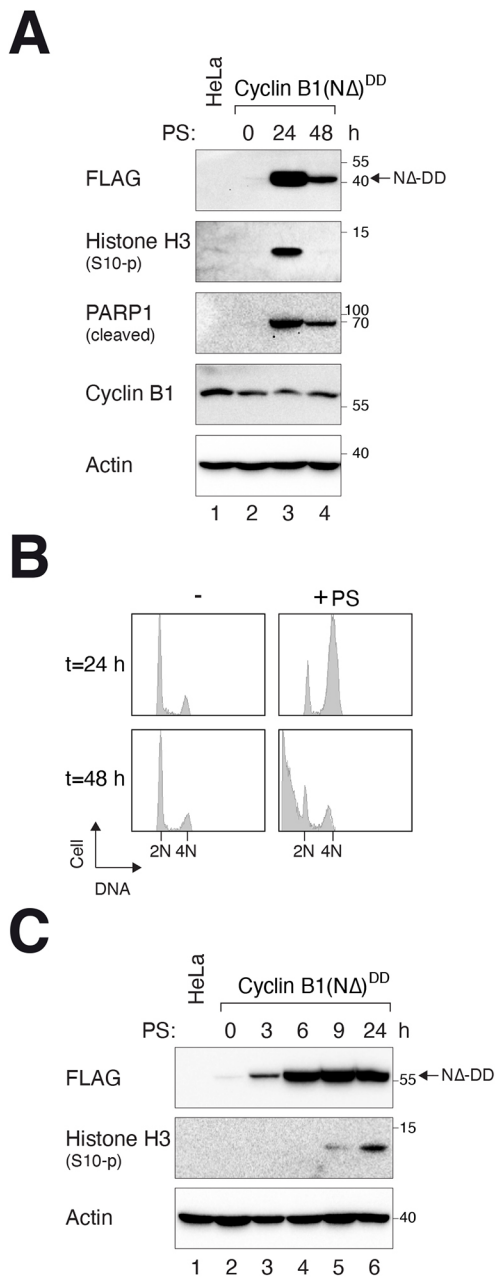 A
HeLa
Cyclin B1(NΔ)DD
PS: 0 24 48 h
FLAG
55
40 NΔ-DD
Histone H3
(S10-p)
15
PARP1
(cleaved)
100
70
Cyclin B1
55
Actin
40
1 2 3 4
B
- +PS
t=24 h
t=48 h
2N 4N 2N 4N
Cell
DNA
C
HeLa
Cyclin B1(NΔ)DD
PS: 0 3 6 9 24 h
FLAG
55 NΔ-DD
Histone H3
(S10-p)
15
Actin
40
1 2 3 4 5 6